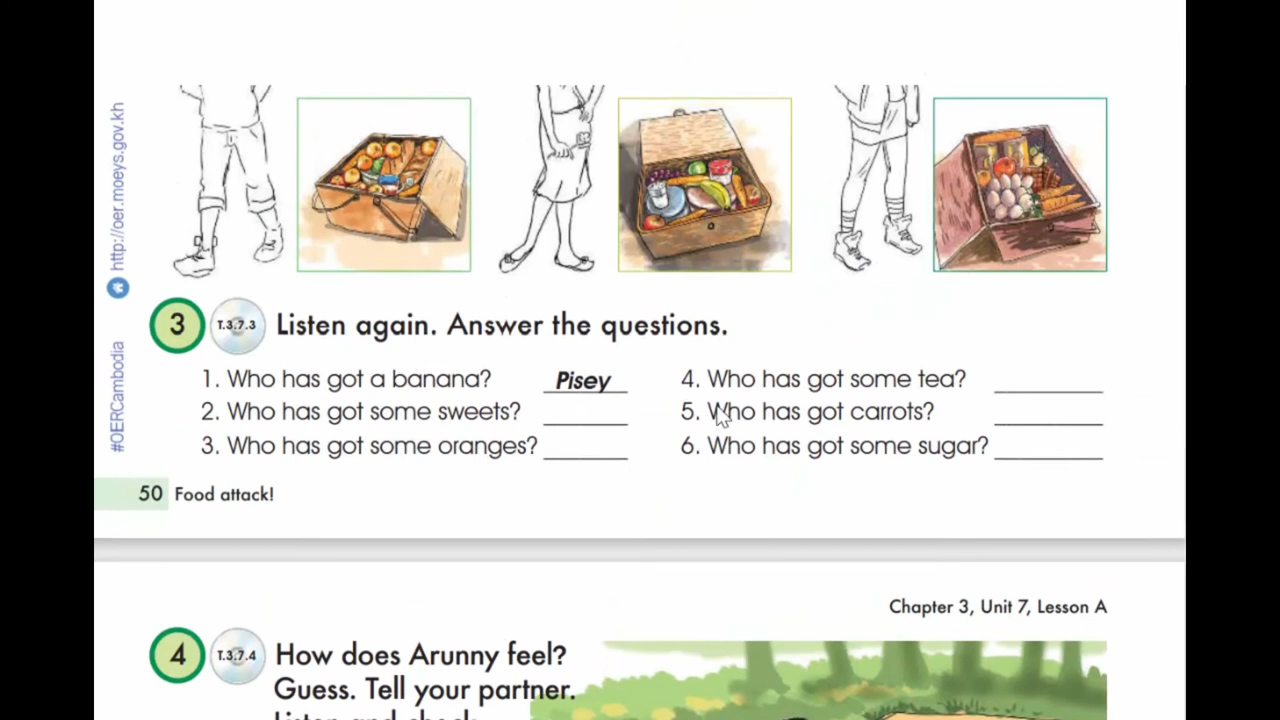 http://oer.moeys.gov.kh
#OERCambodia
3 T.3.7.3 Listen again. Answer the questions.
1. Who has got a banana? Pisey
2. Who has got some sweets?
3. Who has got some oranges?
4. Who has got some tea?
5. Who has got carrots?
6. Who has got some sugar?
50 Food attack!
Chapter 3, Unit 7, Lesson A
4 T.3.7.4 How does Arunny feel?
Guess. Tell your partner.
Listen and check